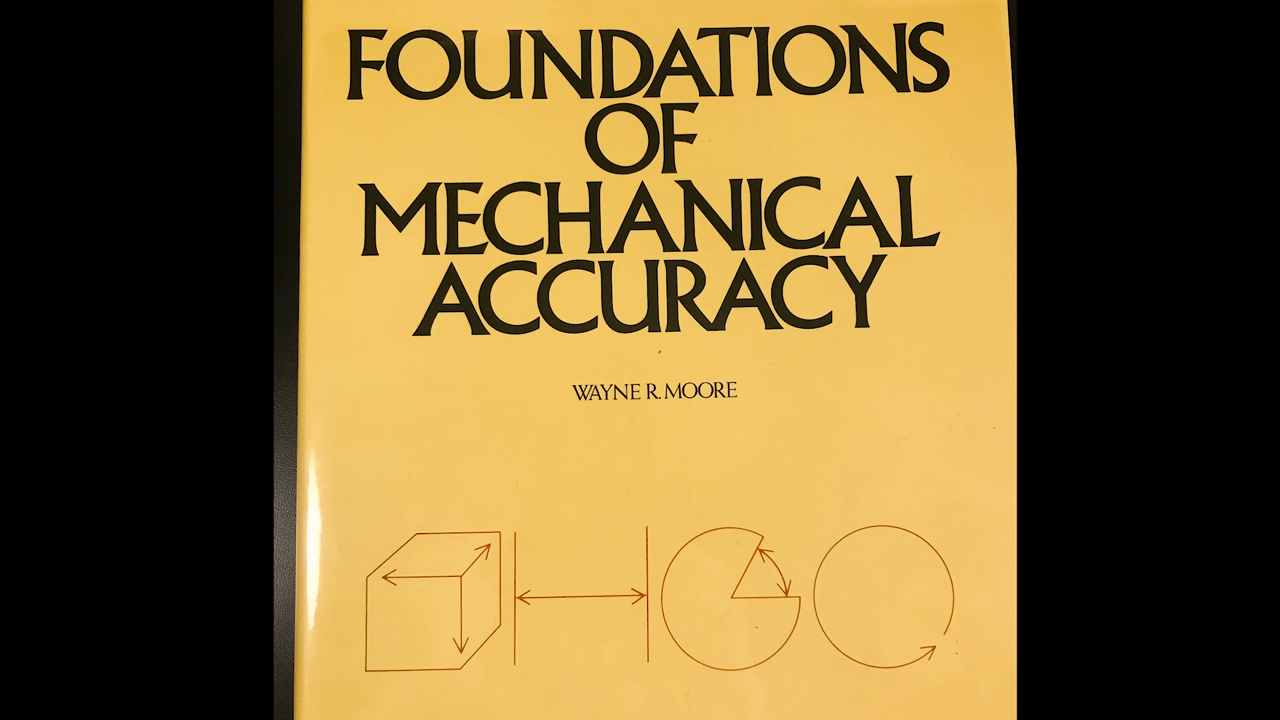 FOUNDATIONS
OF
MECHANICAL
ACCURACY
WAYNE R. MOORE